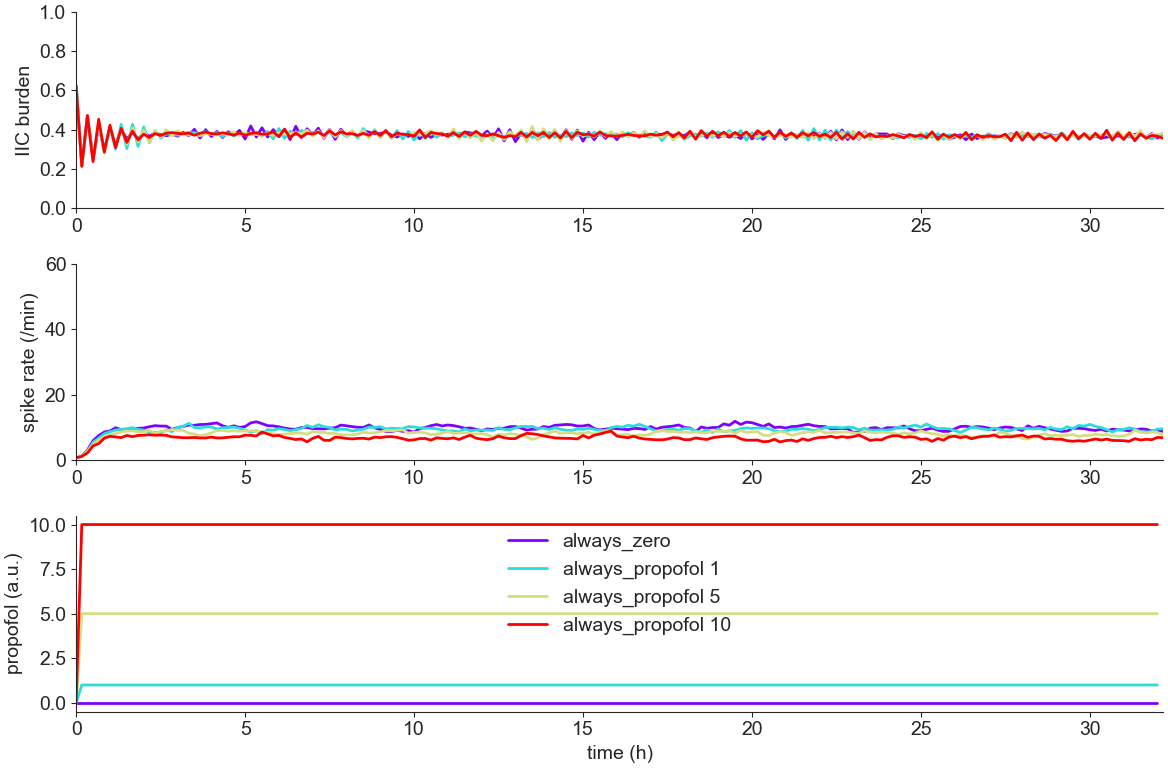 1.0
0.8
0.6
0.4
0.2
0.0
IIC burden
0 5 10 15 20 25 30
60
40
20
0
spike rate (/min)
0 5 10 15 20 25 30
10.0
7.5
5.0
2.5
0.0
propofol (a.u.)
always_zero
always_propofol 1
always_propofol 5
always_propofol 10
0 5 10 15 20 25 30
time (h)